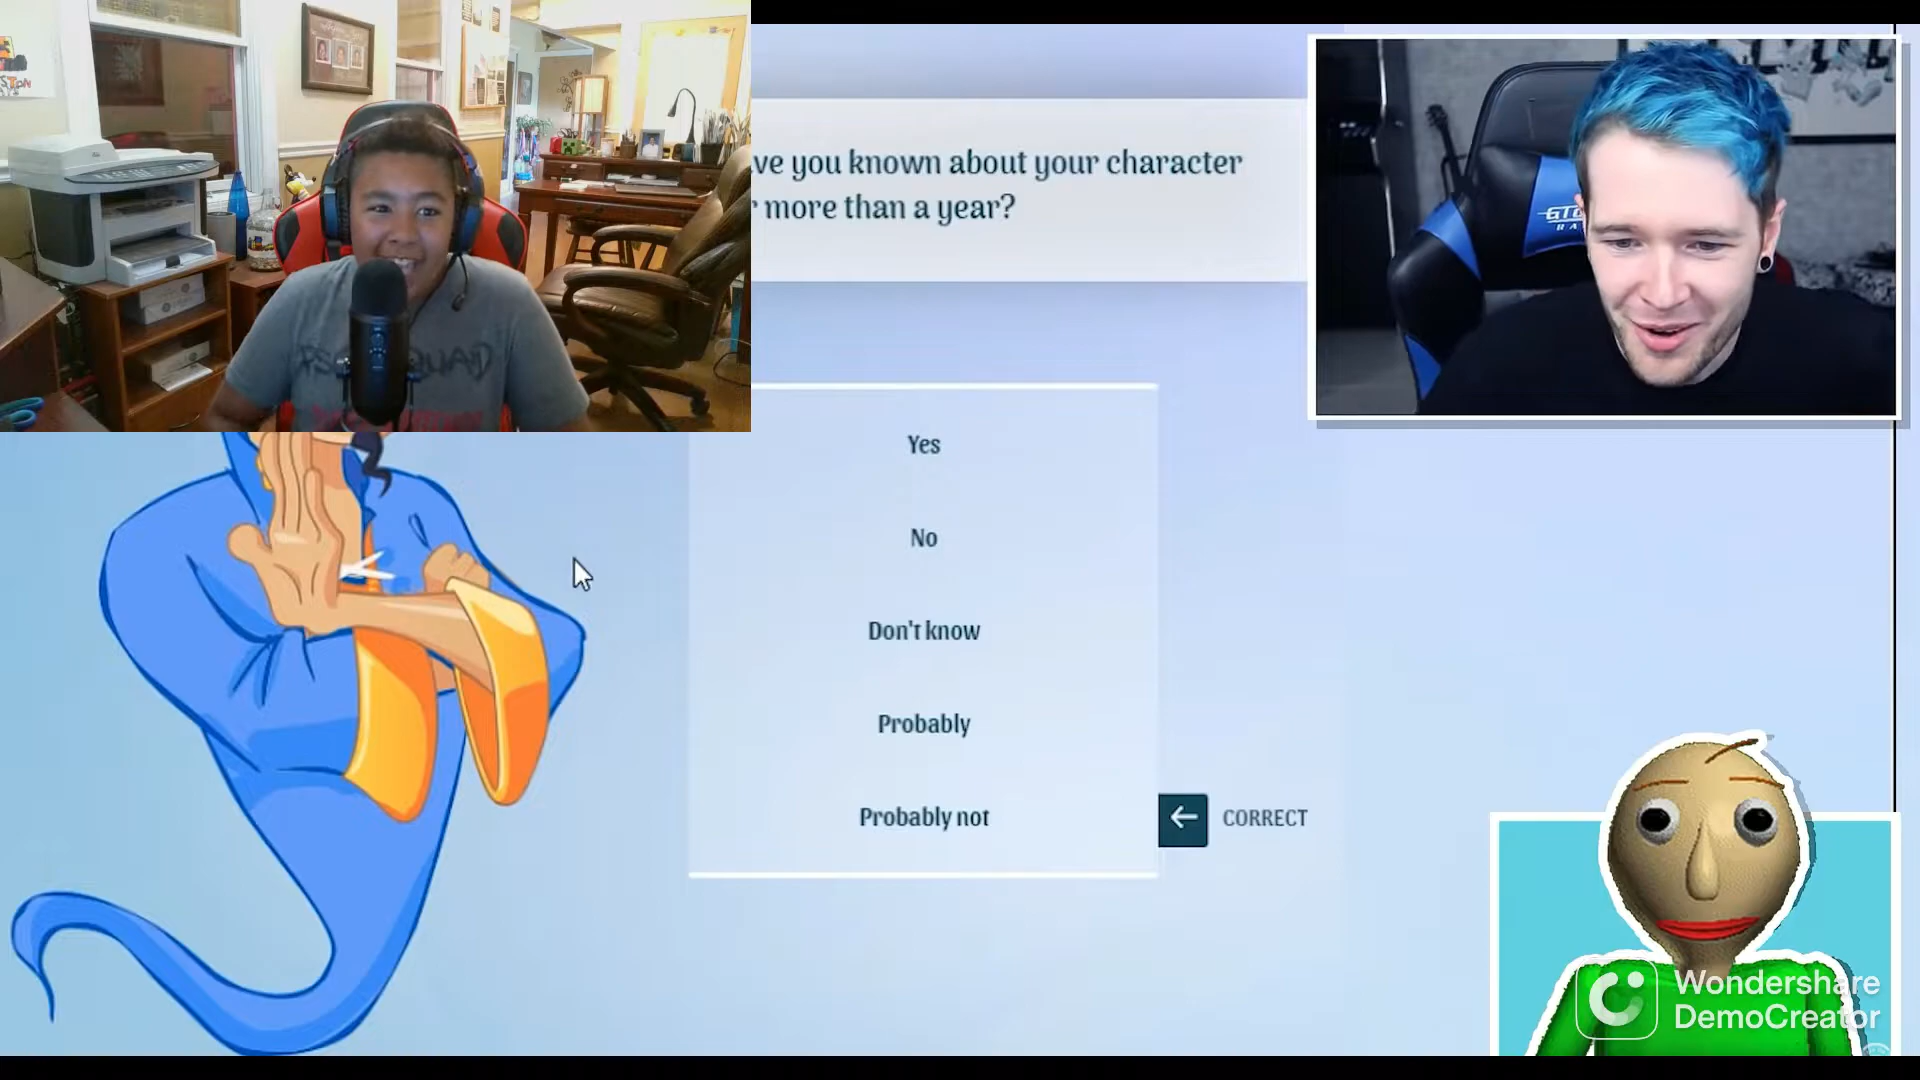 ve you known about your character
r more than a year?
Yes
No
Don't know
Probably
Probably not
CORRECT
Wondershare
DemoCreator